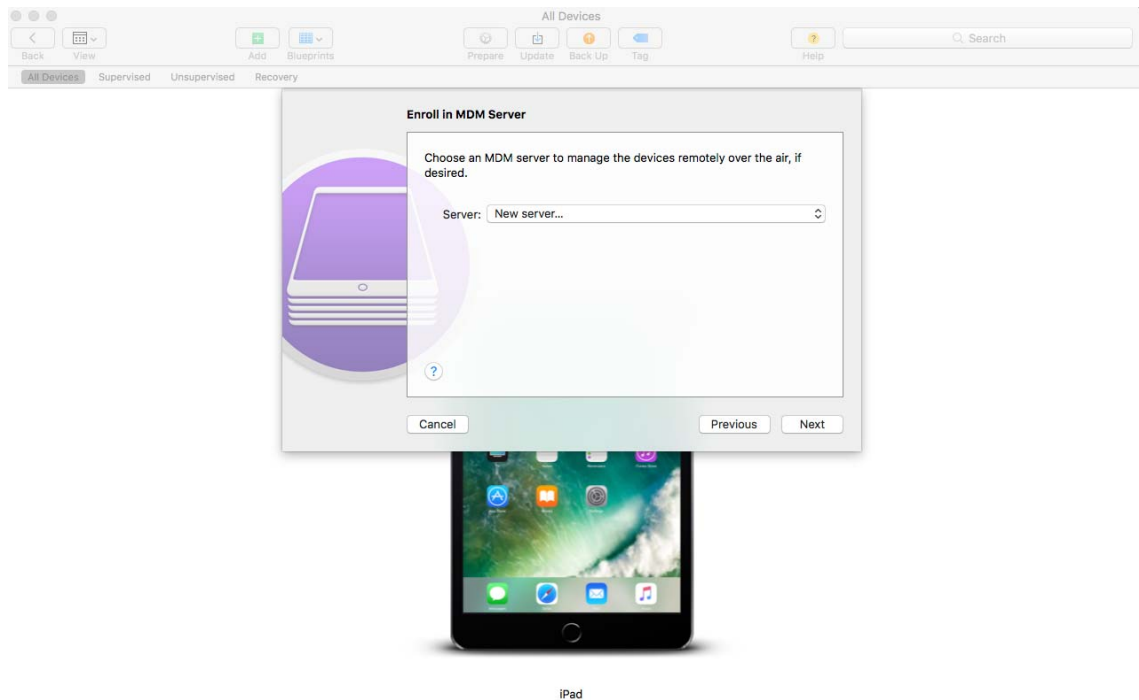 All Devices
Back View Add Blueprints Prepare Update Back Up Tag Help Search
All Devices Supervised Unsupervised Recovery
Enroll in MDM Server
Choose an MDM server to manage the devices remotely over the air, if
desired.
Server: New server...
?
Cancel Previous Next
iPad